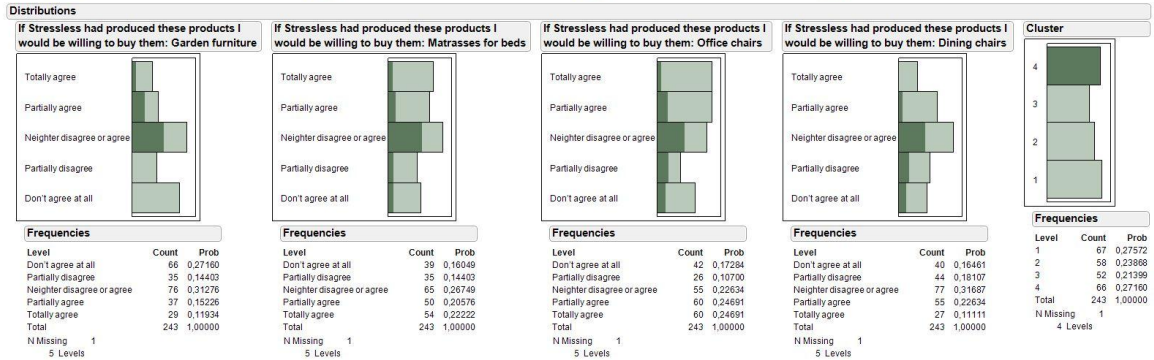 Distributions
If Stressless had produced these products I
would be willing to buy them: Garden furniture
Totally agree
Partially agree
Neighter disagree or agree
Partially disagree
Don't agree at all
Frequencies
Level Count Prob
Don't agree at all 66 0,27160
Partially disagree 35 0,14403
Neighter disagree or agree 76 0,31276
Partially agree 37 0,15226
Totally agree 29 0,11934
Total 243 1,00000
N Missing 1
5 Levels
If Stressless had produced these products I
would be willing to buy them: Matrasses for beds
Totally agree
Partially agree
Neighter disagree or agree
Partially disagree
Don't agree at all
Frequencies
Level Count Prob
Don't agree at all 39 0,16049
Partially disagree 35 0,14403
Neighter disagree or agree 65 0,26749
Partially agree 50 0,20576
Totally agree 54 0,22222
Total 243 1,00000
N Missing 1
5 Levels
If Stressless had produced these products I
would be willing to buy them: Office chairs
Totally agree
Partially agree
Neighter disagree or agree
Partially disagree
Don't agree at all
Frequencies
Level Count Prob
Don't agree at all 42 0,17284
Partially disagree 26 0,10700
Neighter disagree or agree 55 0,22634
Partially agree 60 0,24691
Totally agree 60 0,24691
Total 243 1,00000
N Missing 1
5 Levels
If Stressless had produced these products I
would be willing to buy them: Dining chairs
Totally agree
Partially agree
Neighter disagree or agree
Partially disagree
Don't agree at all
Frequencies
Level Count Prob
Don't agree at all 40 0,16461
Partially disagree 44 0,18107
Neighter disagree or agree 77 0,31687
Partially agree 55 0,22634
Totally agree 27 0,11111
Total 243 1,00000
N Missing 1
5 Levels
Cluster
4
3
2
1
Frequencies
Level Count Prob
1 67 0,27572
2 58 0,23868
3 52 0,21399
4 66 0,27160
Total 243 1,00000
N Missing 1
4 Levels